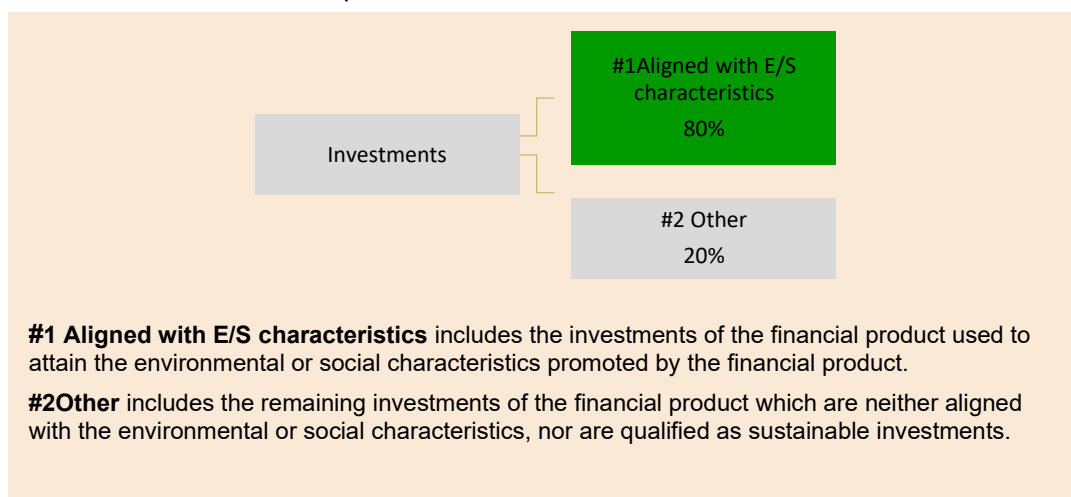 #1Aligned with E/S
characteristics
80%
Investments
#2 Other
20%
#1 Aligned with E/S characteristics includes the investments of the financial product used to
attain the environmental or social characteristics promoted by the financial product.
#2Other includes the remaining investments of the financial product which are neither aligned
with the environmental or social characteristics, nor are qualified as sustainable investments.